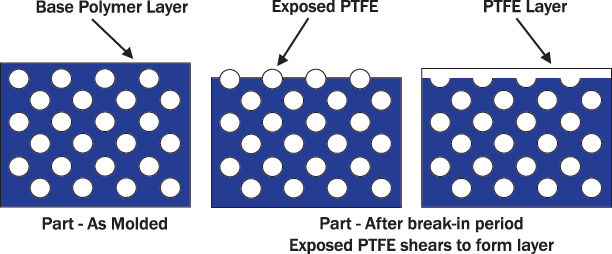 Base Polymer Layer
Exposed PTFE
PTFE Layer
Part - As Molded
Part - After break-in period
Exposed PTFE shears to form layer